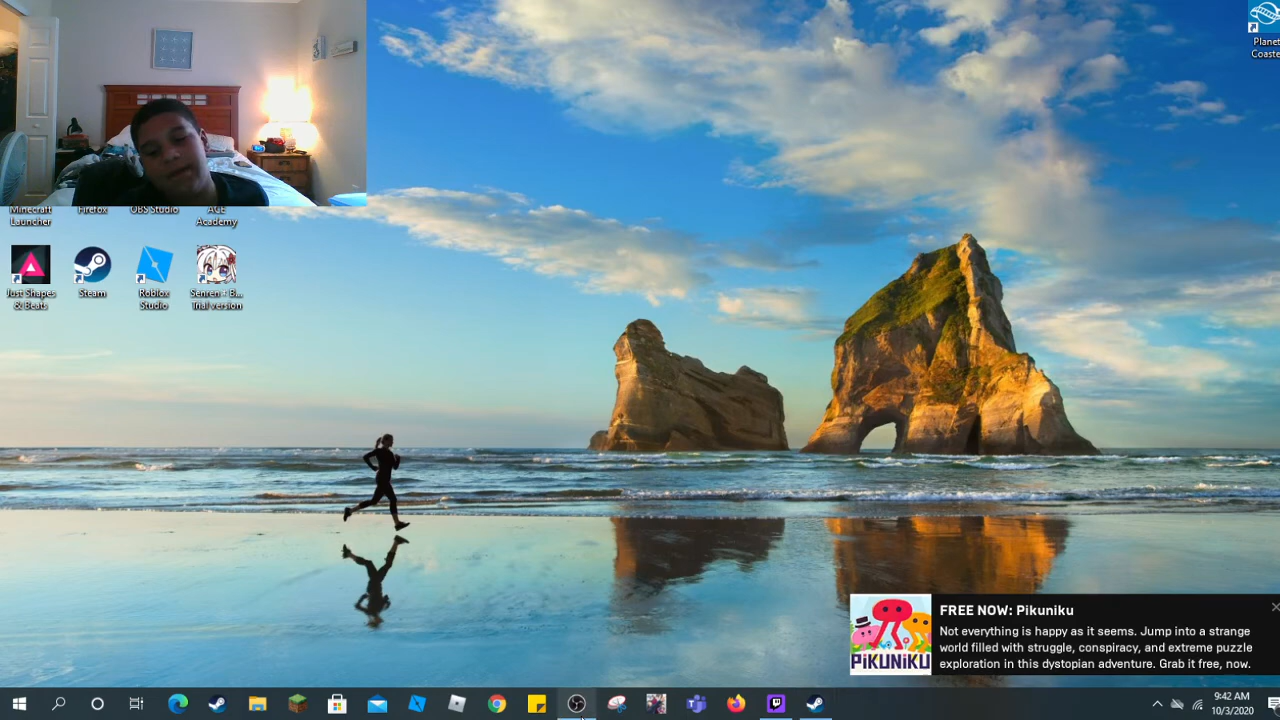 Planet
Coaste
Minecraft
Launcher
Firefox
OBS Studio
ACE
Academy
Just Shapes
& Beats
Steam
Roblox
Studio
Senren * B...
Trial version
FREE NOW: Pikuniku
Not everything is happy as it seems. Jump into a strange
world filled with struggle, conspiracy, and extreme puzzle
exploration in this dystopian adventure. Grab it free, now.
PiKUNiKU
9:42 AM
10/3/2020